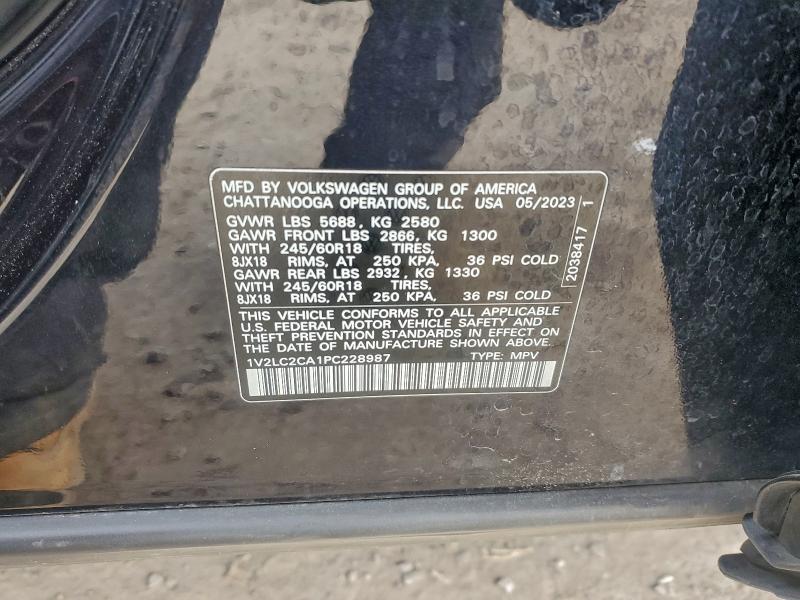 MFD BY VOLKSWAGEN GROUP OF AMERICA
CHATTANOOGA OPERATIONS, LLC. USA 05/2023
GVWR LBS 5688 , KG 2580
GAWR FRONT LBS 2866, KG 1300
WITH 245/60R18 TIRES,
8JX18 RIMS, AT 250 KPA, 36 PSI COLD
GAWR REAR LBS 2932 , KG 1330
WITH 245/60R18 TIRES,
8JX18 RIMS, AT 250 KPA, 36 PSI COLD
THIS VEHICLE CONFORMS TO ALL APPLICABLE
U.S. FEDERAL MOTOR VEHICLE SAFETY AND
THEFT PREVENTION STANDARDS IN EFFECT ON
THE DATE OF MANUFACTURE SHOWN ABOVE.
1V2LC2CA1PC228987 TYPE: MPV
2038417 1